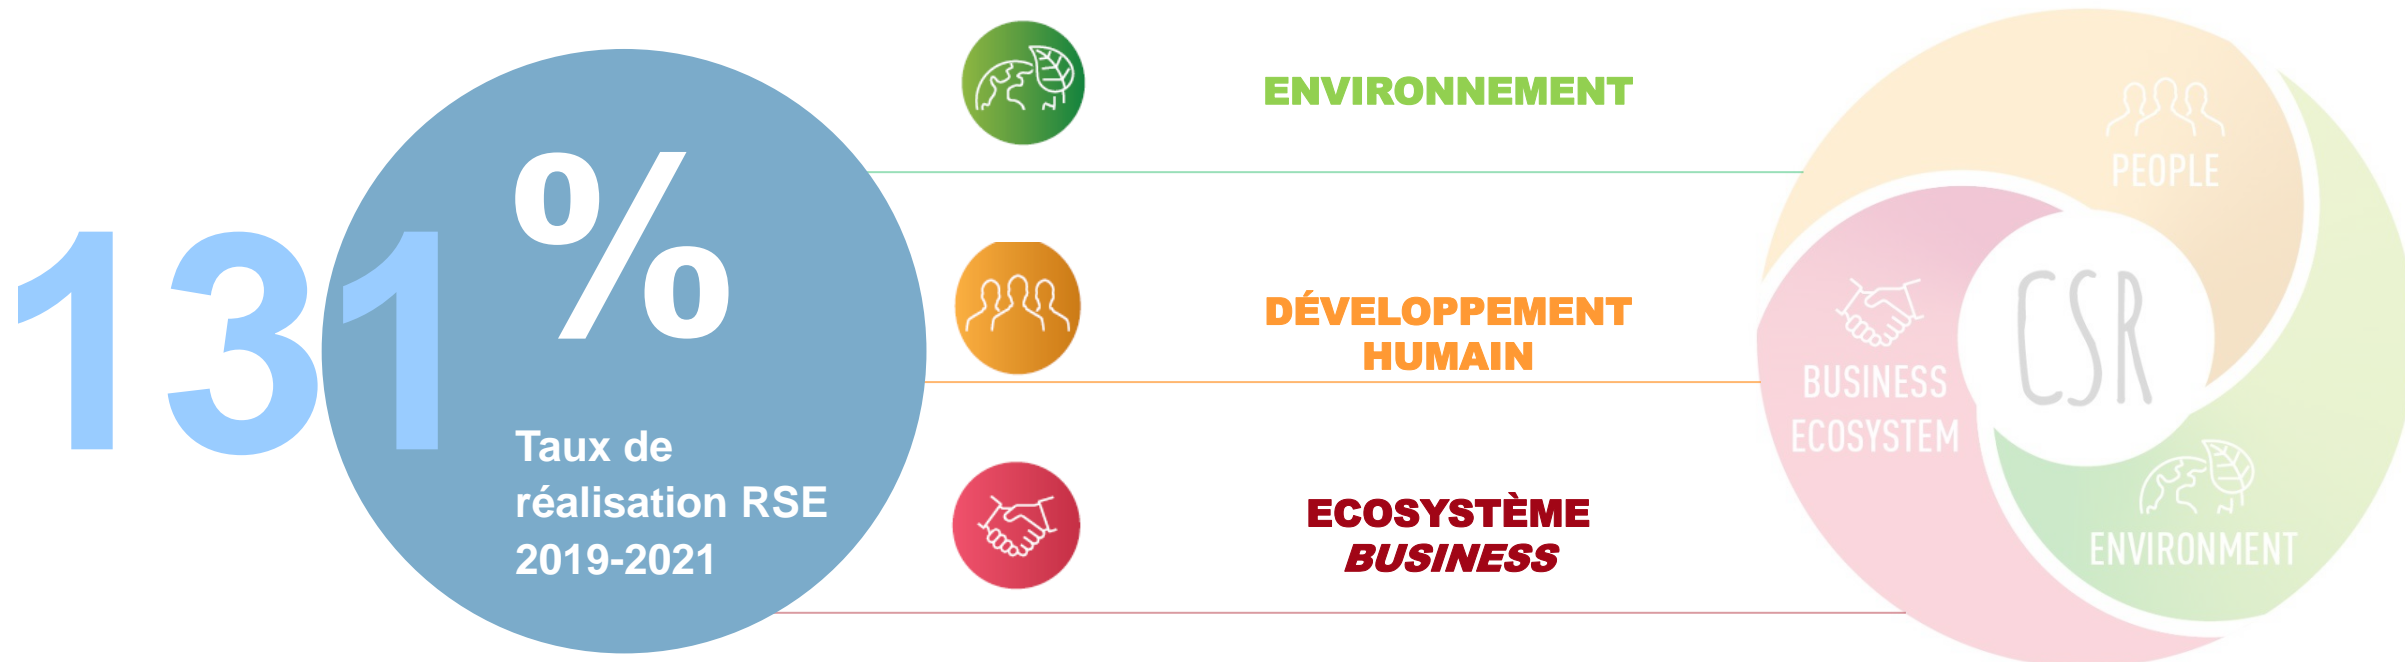 131 %
Taux de
réalisation RSE
2019-2021
ENVIRONNEMENT
DÉVELOPPEMENT
HUMAIN
ECOSYSTÈME
BUSINESS
PEOPLE
BUSINESS
ECOSYSTEM
CSR
ENVIRONMENT